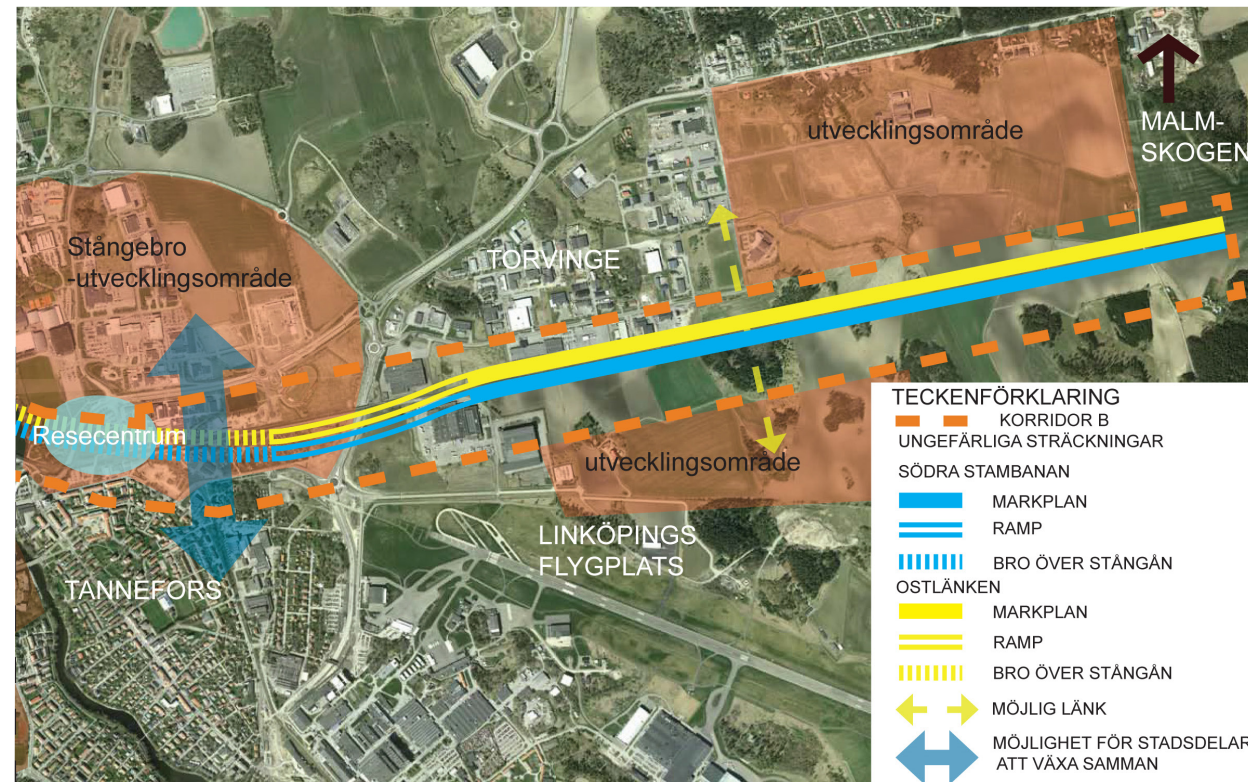 utvecklingsområde
MALM-
SKOGEN
Stångebro
-utvecklingsområde
TORVINGE
Resecentrum
utvecklingsområde
LINKÖPINGS
FLYGPLATS
TANNEFORS
TECKENFÖRKLARING
KORRIDOR B
UNGEFÄRLIGA STRÄCKNINGAR
SÖDRA STAMBANAN
MARKPLAN
RAMP
BRO ÖVER STÅNGÅN
OSTLÄNKEN
MARKPLAN
RAMP
BRO ÖVER STÅNGÅN
MÖJLIG LÄNK
MÖJLIGHET FÖR STADSDELAR
ATT VÄXA SAMMAN